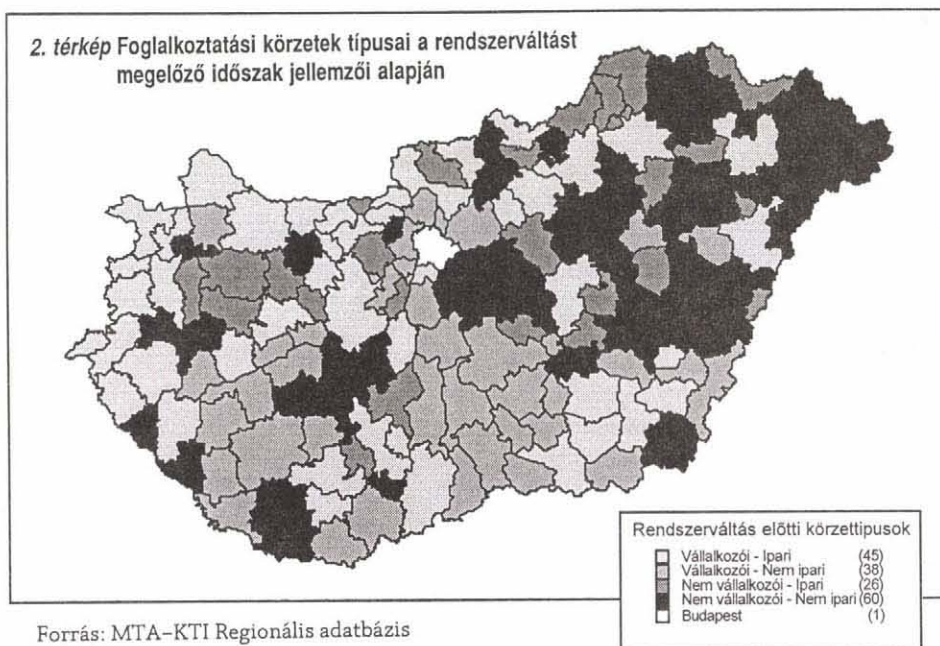 2. térkép Foglalkoztatási körzetek típusai a rendszerváltást
megelőző időszak jellemzői alapján
Rendszerváltás előtti körzettipusok
Vállalkozói - Ipari (45)
Vállalkozói - Nem ipari (38)
Nem vállalkozói - Ipari (26)
Nem vállalkozói - Nem ipari (60)
Budapest (1)
Forrás: MTA–KTI Regionális adatbázis